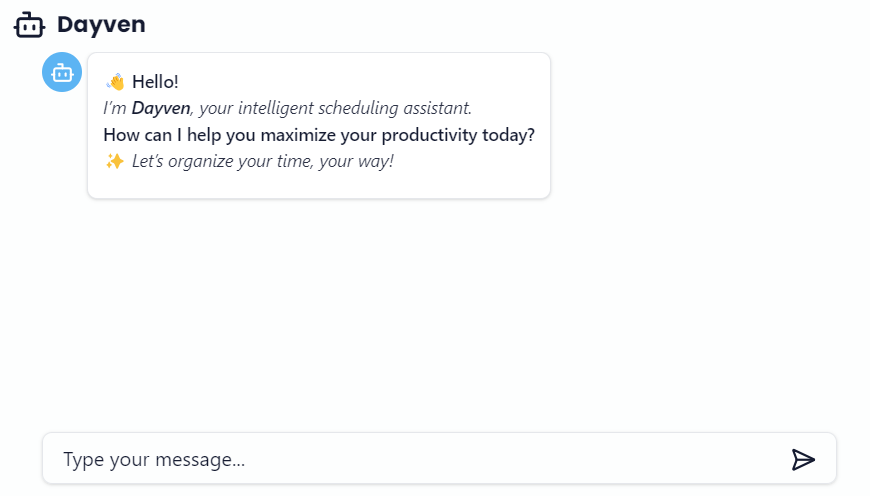 Dayven
👋 Hello!
I'm Dayven, your intelligent scheduling assistant.
How can I help you maximize your productivity today?
✨ Let's organize your time, your way!
Type your message...